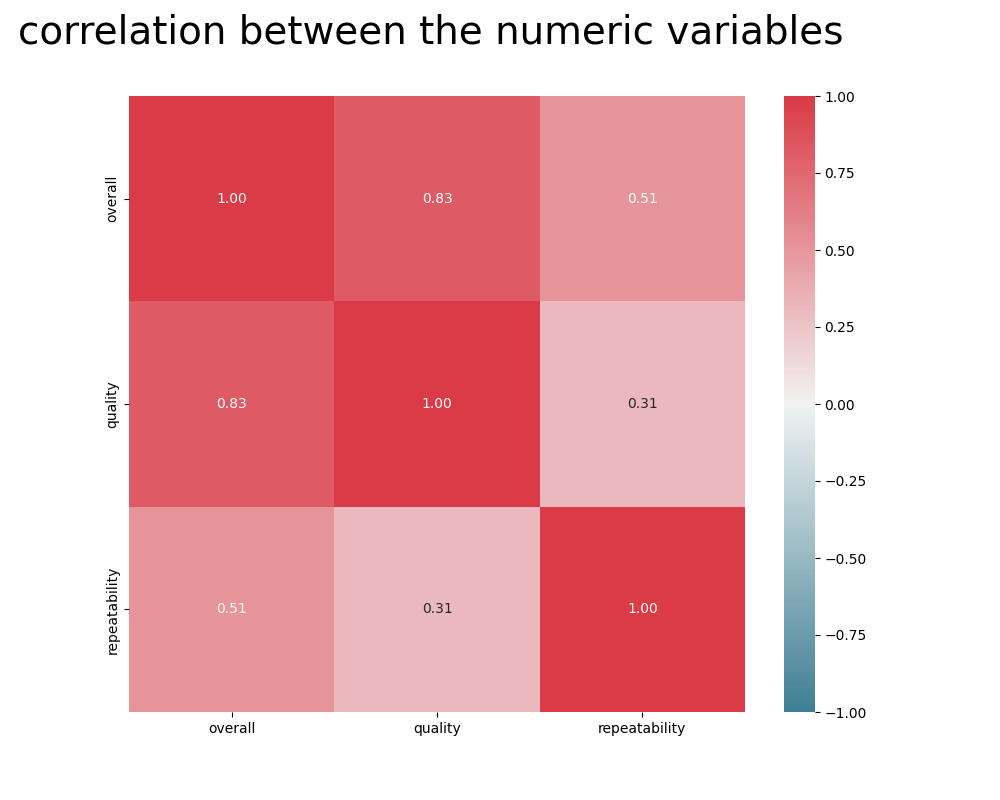 correlation between the numeric variables
overall
1.00
0.83
0.51
quality
0.83
1.00
0.31
repeatability
0.51
0.31
1.00
overall
quality
repeatability
1.00
0.75
0.50
0.25
0.00
−0.25
−0.50
−0.75
−1.00